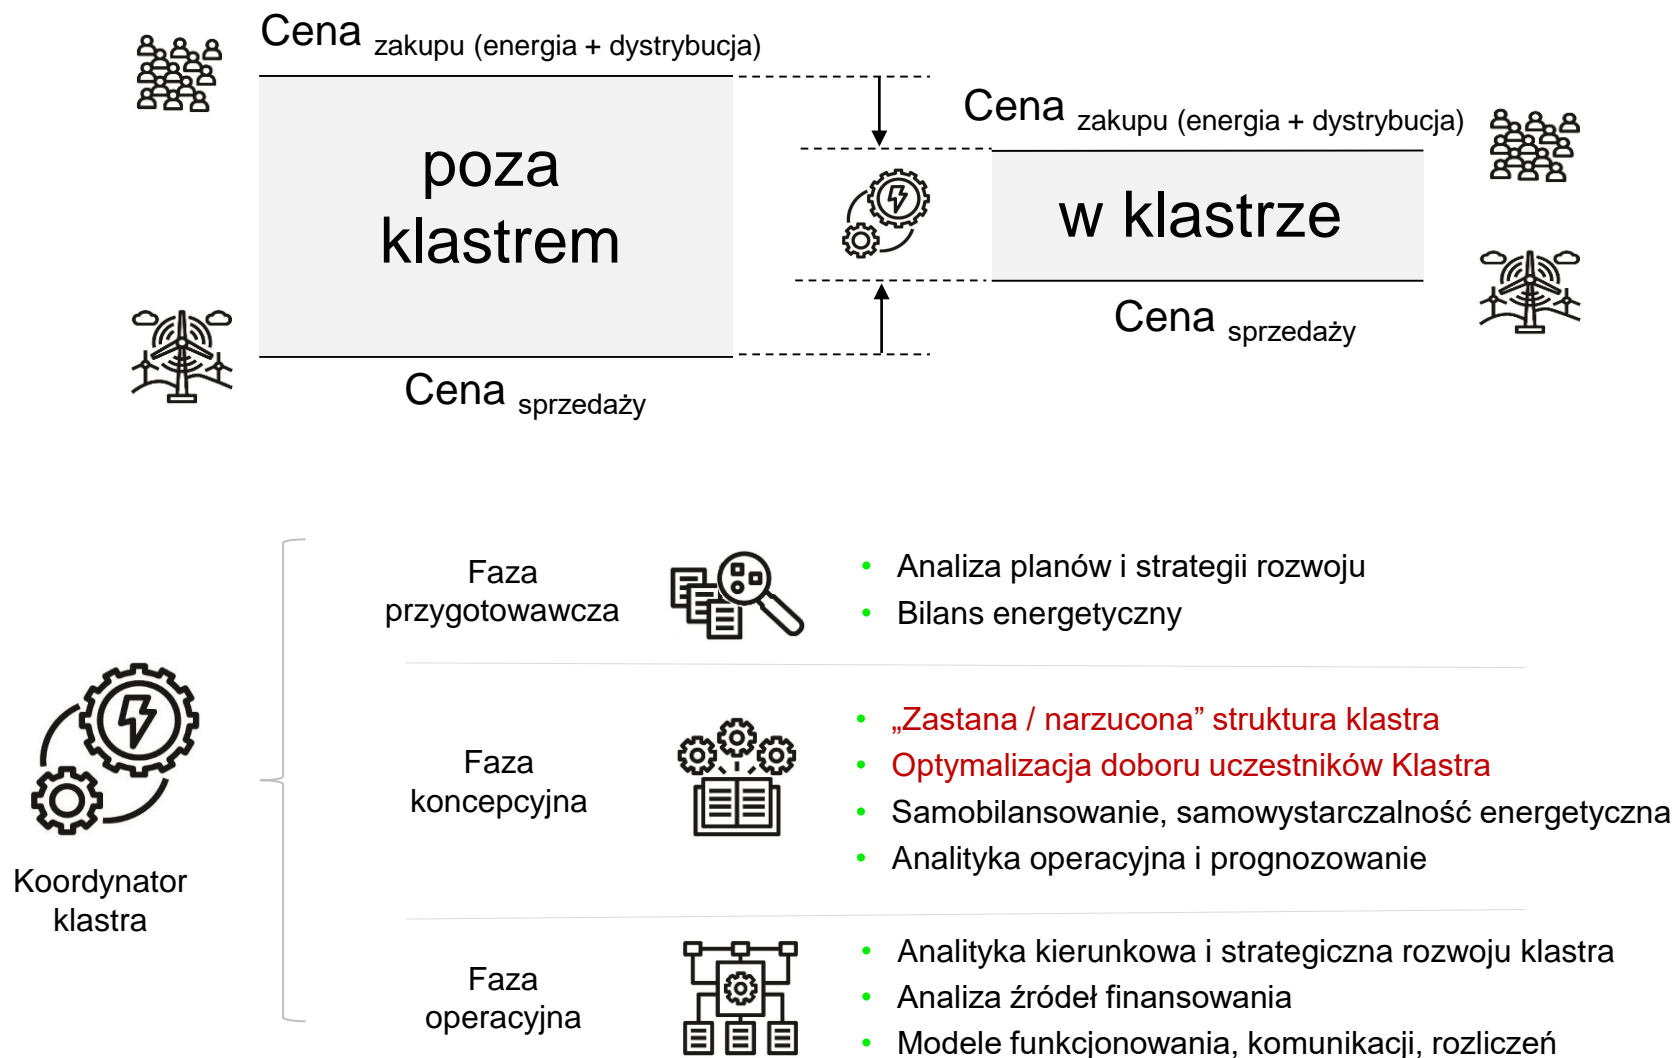 Cena zakupu (energia + dystrybucja)
poza
klastrem
Cena sprzedaży
Cena zakupu (energia + dystrybucja)
w klastrze
Cena sprzedaży
Koordynator
klastra
Faza
przygotowawcza
• Analiza planów i strategii rozwoju
• Bilans energetyczny
Faza
koncepcyjna
• „Zastana / narzucona” struktura klastra
• Optymalizacja doboru uczestników Klastra
• Samobilansowanie, samowystarczalność energetyczna
• Analityka operacyjna i prognozowanie
Faza
operacyjna
• Analityka kierunkowa i strategiczna rozwoju klastra
• Analiza źródeł finansowania
• Modele funkcjonowania, komunikacji, rozliczeń